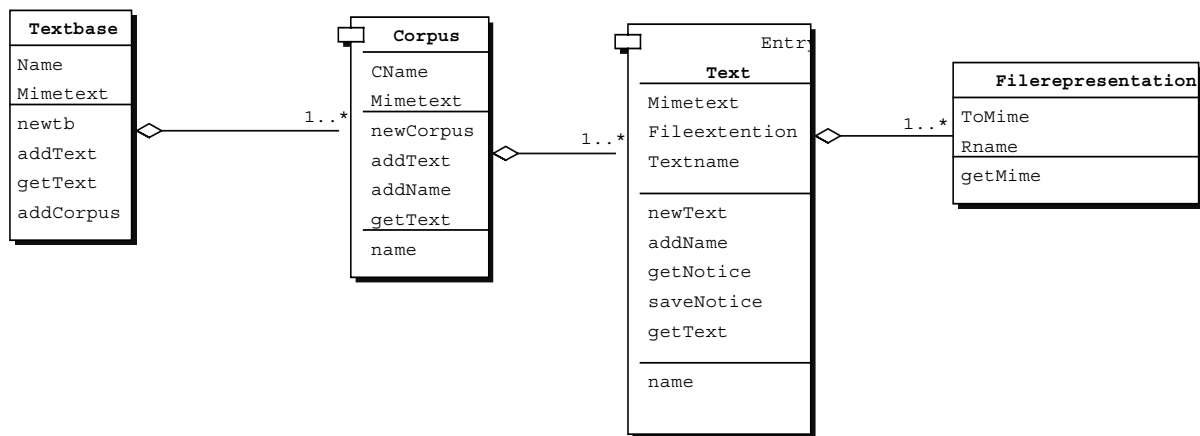 Textbase
Name
Mimetext
newtb
addText
getText
addCorpus
1..*
Corpus
CName
Mimetext
newCorpus
addText
addName
getText
name
1..*
Entry
Text
Mimetext
Fileextention
Textname
newText
addName
getNotice
saveNotice
getText
name
1..*
Filerepresentation
ToMime
Rname
getMime